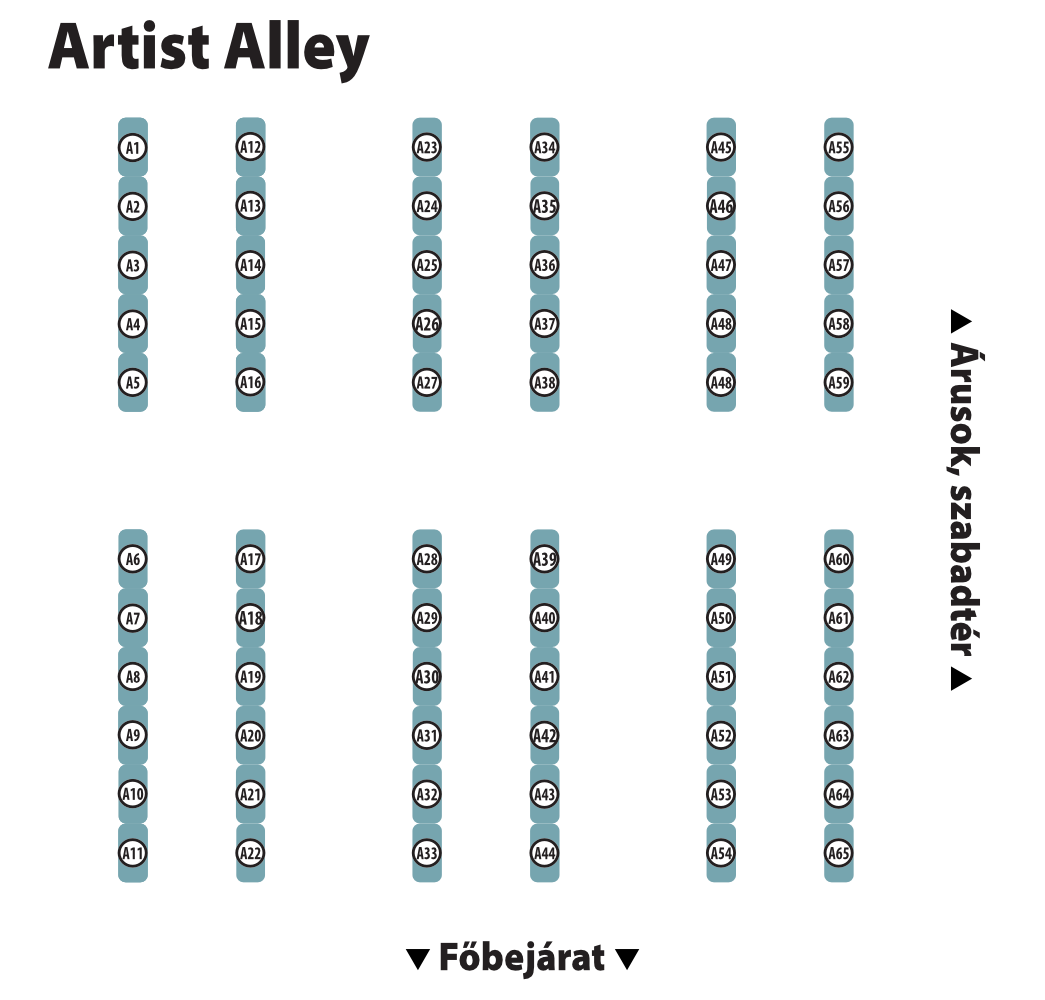 Artist Alley
A1 A12 A23 A34 A45 A55
A2 A13 A24 A35 A46 A56
A3 A14 A25 A36 A47 A57
A4 A15 A26 A37 A48 A58
A5 A16 A27 A38 A48 A59
▼ Árusok, szabadtér ▼
A6 A17 A28 A39 A49 A60
A7 A18 A29 A40 A50 A61
A8 A19 A30 A41 A51 A62
A9 A20 A31 A42 A52 A63
A10 A21 A32 A43 A53 A64
A11 A22 A33 A44 A54 A65
▼ Főbejárat ▼